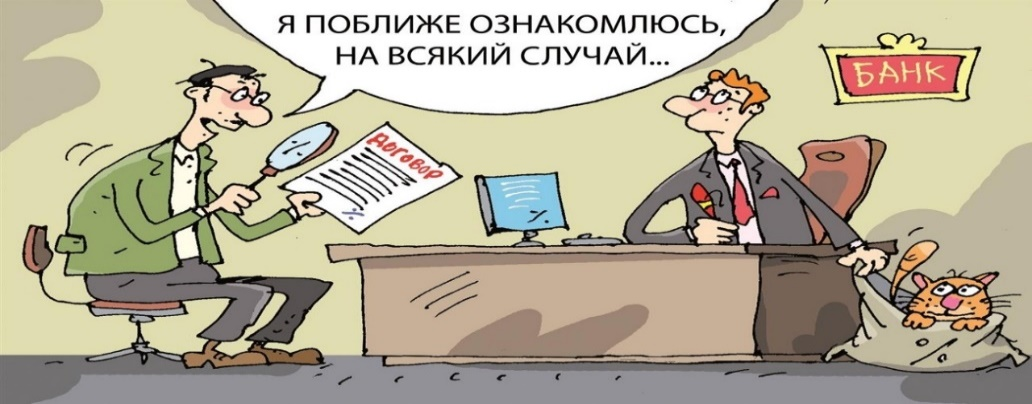 Я ПОБЛИЖЕ ОЗНАКОМЛЮСЬ,
НА ВСЯКИЙ СЛУЧАЙ...
БАНК
ДОГОВОР
%
%
%